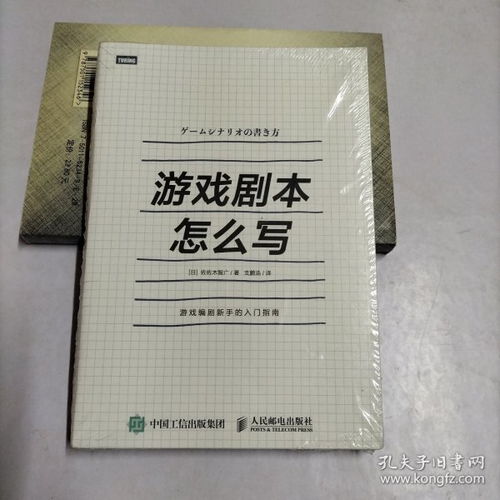 TURING
ゲームシナリオの書き方
游戏剧本
怎么写
[日] 佐佐木智广 / 著 支鹏浩 / 译
游戏编剧新手的入门指南
中国工信出版集团
人民邮电出版社
POSTS & TELECOM PRESS
孔夫子旧书网
www.kongfz.com